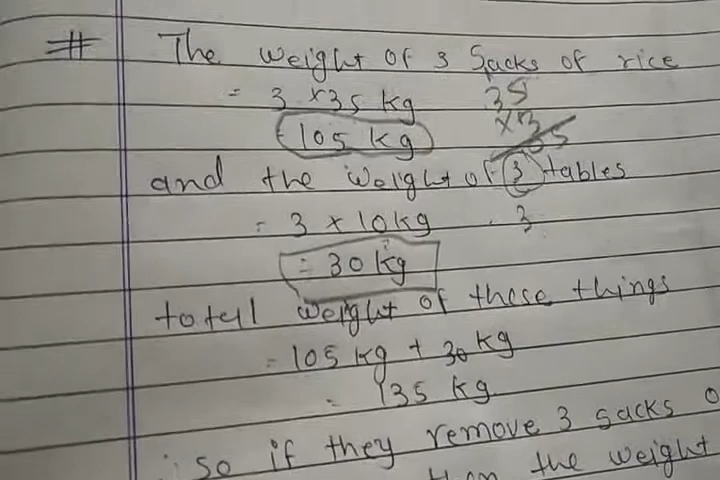 # The weight of 3 Sacks of rice
= 3 x 35 kg 35
= 105 kg x 3
and the weight of 3 tables
= 3 x 10 kg 3
= 30 kg
total weight of these things
= 105 kg + 30 kg
= 135 kg
so if they remove 3 sacks o
the weight